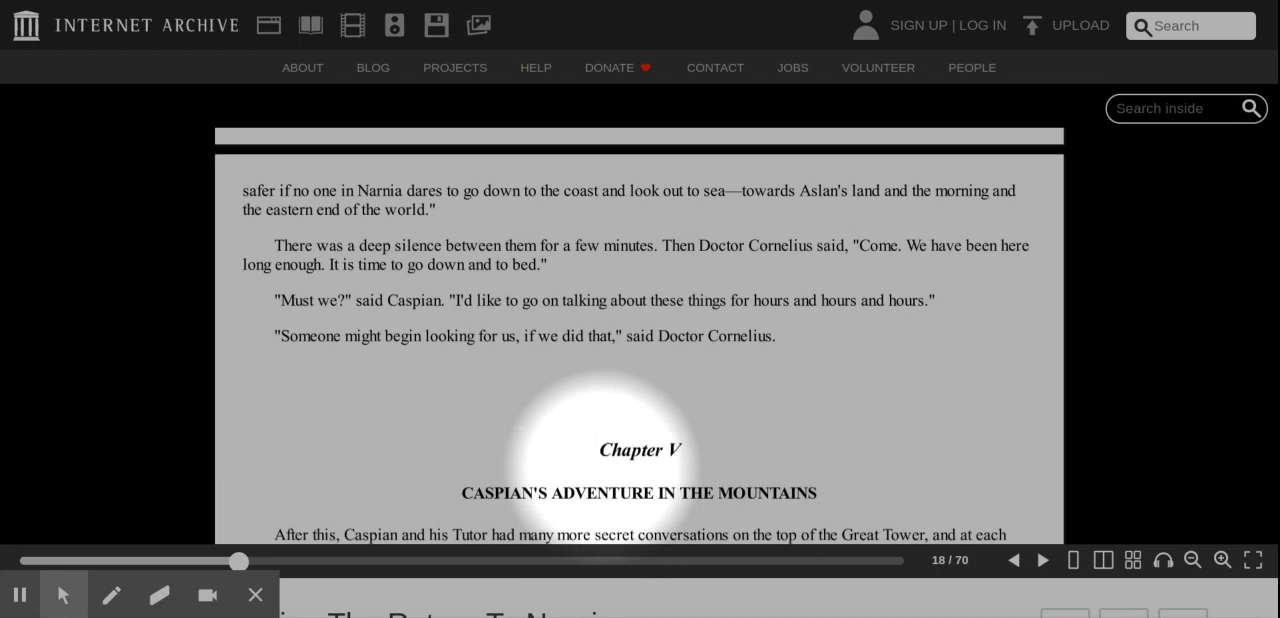 INTERNET ARCHIVE
SIGN UP | LOG IN
UPLOAD
Search
ABOUT BLOG PROJECTS HELP DONATE CONTACT JOBS VOLUNTEER PEOPLE
Search inside
safer if no one in Narnia dares to go down to the coast and look out to sea—towards Aslan's land and the morning and
the eastern end of the world."
There was a deep silence between them for a few minutes. Then Doctor Cornelius said, "Come. We have been here
long enough. It is time to go down and to bed."
"Must we?" said Caspian. "I'd like to go on talking about these things for hours and hours and hours."
"Someone might begin looking for us, if we did that," said Doctor Cornelius.
Chapter V
CASPIAN'S ADVENTURE IN THE MOUNTAINS
After this, Caspian and his Tutor had many more secret conversations on the top of the Great Tower, and at each
18 / 70
The Return To